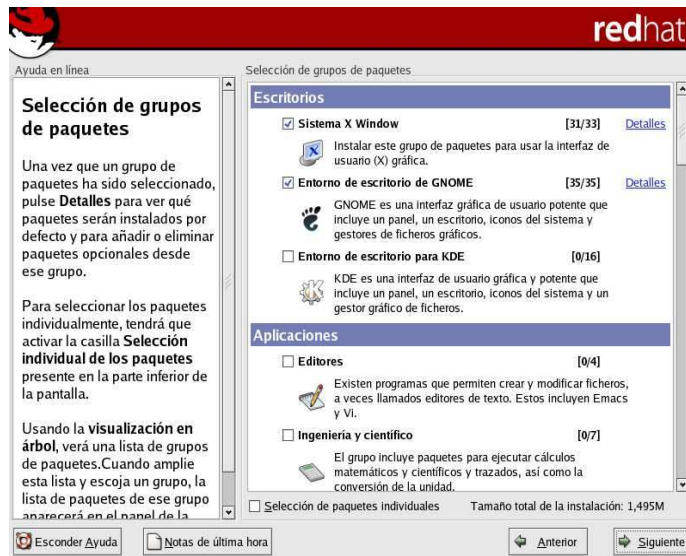 redhat
Ayuda en línea
Selección de grupos
de paquetes
Una vez que un grupo de
paquetes ha sido seleccionado,
pulse Detalles para ver qué
paquetes serán instalados por
defecto y para añadir o eliminar
paquetes opcionales desde
ese grupo.
Para seleccionar los paquetes
individualmente, tendrá que
activar la casilla Selección
individual de los paquetes
presente en la parte inferior de
la pantalla.
Usando la visualización en
árbol, verá una lista de grupos
de paquetes.Cuando amplie
esta lista y escoja un grupo, la
lista de paquetes de ese grupo
aparecerá en el panel de la
Selección de grupos de paquetes
Escritorios
Sistema X Window [31/33] Detalles
Instalar este grupo de paquetes para usar la interfaz de
usuario (X) gráfica.
Entorno de escritorio de GNOME [35/35] Detalles
GNOME es una interfaz gráfica de usuario potente que
incluye un panel, un escritorio, iconos del sistema y
gestores de ficheros gráficos.
Entorno de escritorio para KDE [0/16]
KDE es una interfaz de usuario gráfica y potente que
incluye un panel, un escritorio, iconos del sistema y un
gestor gráfico de ficheros.
Aplicaciones
Editores [0/4]
Existen programas que permiten crear y modificar ficheros,
a veces llamados editores de texto. Estos incluyen Emacs
y Vi.
Ingeniería y científico [0/7]
El grupo incluye paquetes para ejecutar cálculos
matemáticos y científicos y trazados, así como la
conversión de la unidad.
Selección de paquetes individuales Tamaño total de la instalación: 1,495M
Esconder Ayuda Notas de última hora Anterior Siguiente